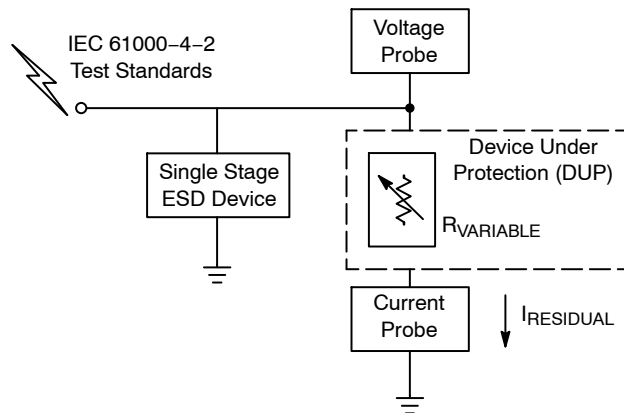 IEC 61000−4−2
Test Standards
Voltage
Probe
Single Stage
ESD Device
Device Under
Protection (DUP)
RVARIABLE
Current
Probe
IRESIDUAL